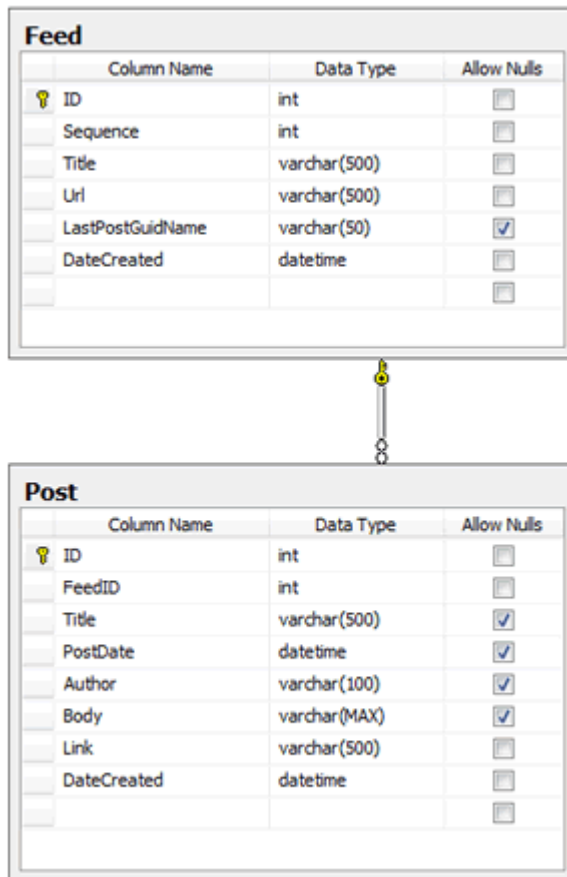 Feed
Column Name Data Type Allow Nulls
ID int
Sequence int
Title varchar(500)
Url varchar(500)
LastPostGuidName varchar(50)
DateCreated datetime
Post
Column Name Data Type Allow Nulls
ID int
FeedID int
Title varchar(500)
PostDate datetime
Author varchar(100)
Body varchar(MAX)
Link varchar(500)
DateCreated datetime